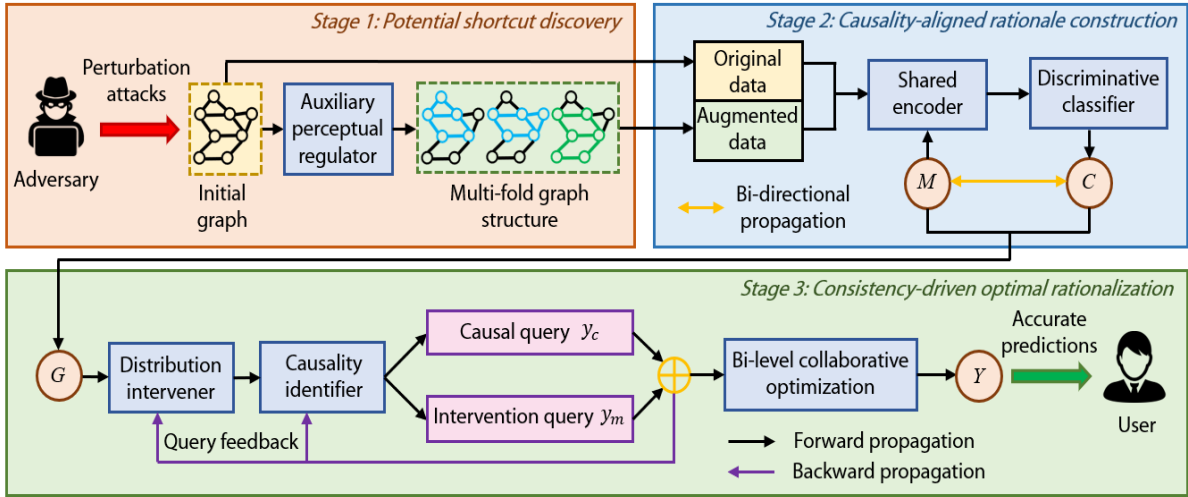 Stage 1: Potential shortcut discovery
Perturbation
attacks
Adversary
Initial
graph
Auxiliary
perceptual
regulator
Multi-fold graph
structure
Stage 2: Causality-aligned rationale construction
Original
data
Augmented
data
Shared
encoder
Discriminative
classifier
M
C
Bi-directional
propagation
Stage 3: Consistency-driven optimal rationalization
G
Distribution
intervener
Causality
identifier
Query feedback
Causal query y_c
Intervention query y_m
Bi-level collaborative
optimization
Y
Accurate
predictions
User
Forward propagation
Backward propagation